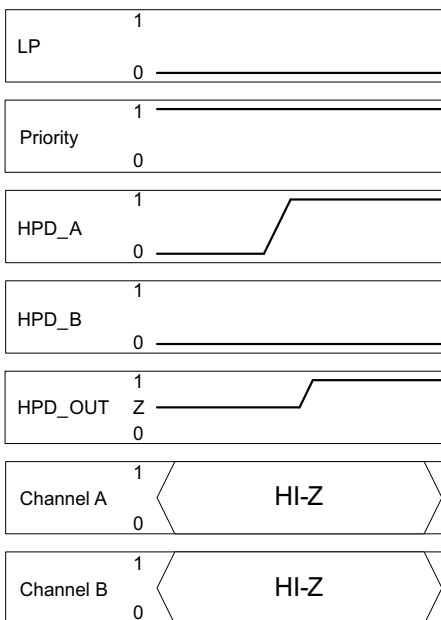 1
LP
0
1
Priority
0
1
HPD_A
0
1
HPD_B
0
1
HPD_OUT Z
0
1
Channel A HI-Z
0
1
Channel B HI-Z
0